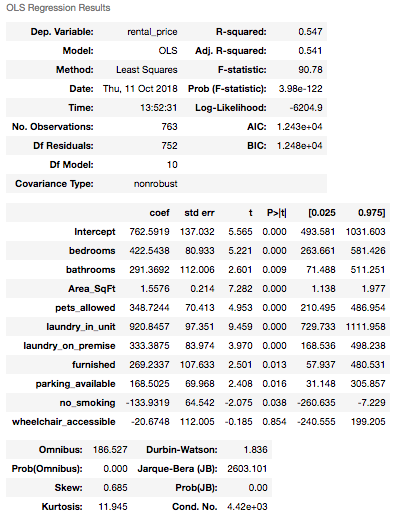 OLS Regression Results
Dep. Variable: rental_price R-squared: 0.547
Model: OLS Adj. R-squared: 0.541
Method: Least Squares F-statistic: 90.78
Date: Thu, 11 Oct 2018 Prob (F-statistic): 3.98e-122
Time: 13:52:31 Log-Likelihood: -6204.9
No. Observations: 763 AIC: 1.243e+04
Df Residuals: 752 BIC: 1.248e+04
Df Model: 10
Covariance Type: nonrobust
coef std err t P>|t| [0.025 0.975]
Intercept 762.5919 137.032 5.565 0.000 493.581 1031.603
bedrooms 422.5438 80.933 5.221 0.000 263.661 581.426
bathrooms 291.3692 112.006 2.601 0.009 71.488 511.251
Area_SqFt 1.5576 0.214 7.282 0.000 1.138 1.977
pets_allowed 348.7244 70.413 4.953 0.000 210.495 486.954
laundry_in_unit 920.8457 97.351 9.459 0.000 729.733 1111.958
laundry_on_premise 333.3875 83.974 3.970 0.000 168.536 498.238
furnished 269.2337 107.633 2.501 0.013 57.937 480.531
parking_available 168.5025 69.968 2.408 0.016 31.148 305.857
no_smoking -133.9319 64.542 -2.075 0.038 -260.635 -7.229
wheelchair_accessible -20.6748 112.005 -0.185 0.854 -240.555 199.205
Omnibus: 186.527 Durbin-Watson: 1.836
Prob(Omnibus): 0.000 Jarque-Bera (JB): 2603.101
Skew: 0.685 Prob(JB): 0.00
Kurtosis: 11.945 Cond. No. 4.42e+03